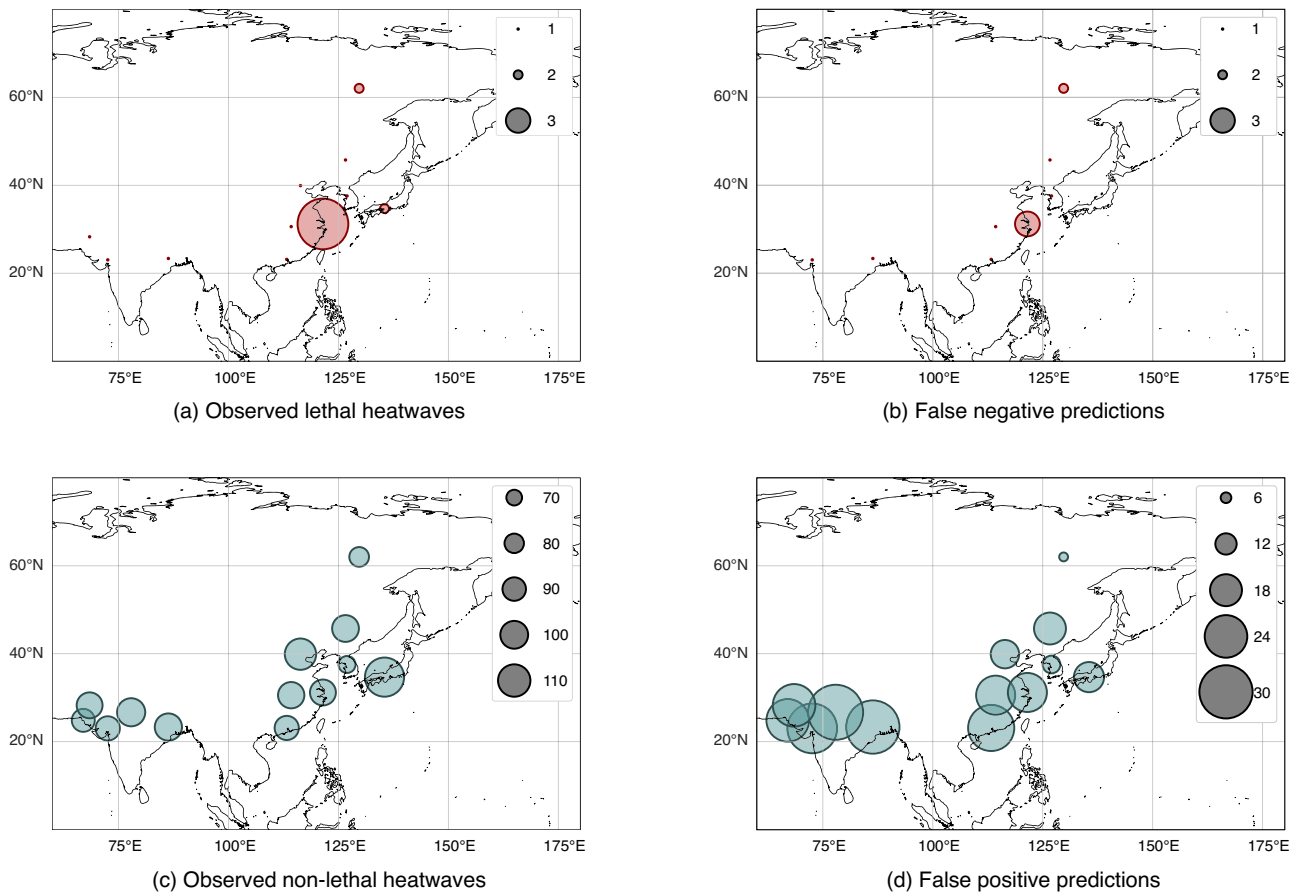 1
2
3
60°N
40°N
20°N
75°E
100°E
125°E
150°E
175°E
(a) Observed lethal heatwaves
1
2
3
60°N
40°N
20°N
75°E
100°E
125°E
150°E
175°E
(b) False negative predictions
70
80
90
100
110
60°N
40°N
20°N
75°E
100°E
125°E
150°E
175°E
(c) Observed non-lethal heatwaves
6
12
18
24
30
60°N
40°N
20°N
75°E
100°E
125°E
150°E
175°E
(d) False positive predictions